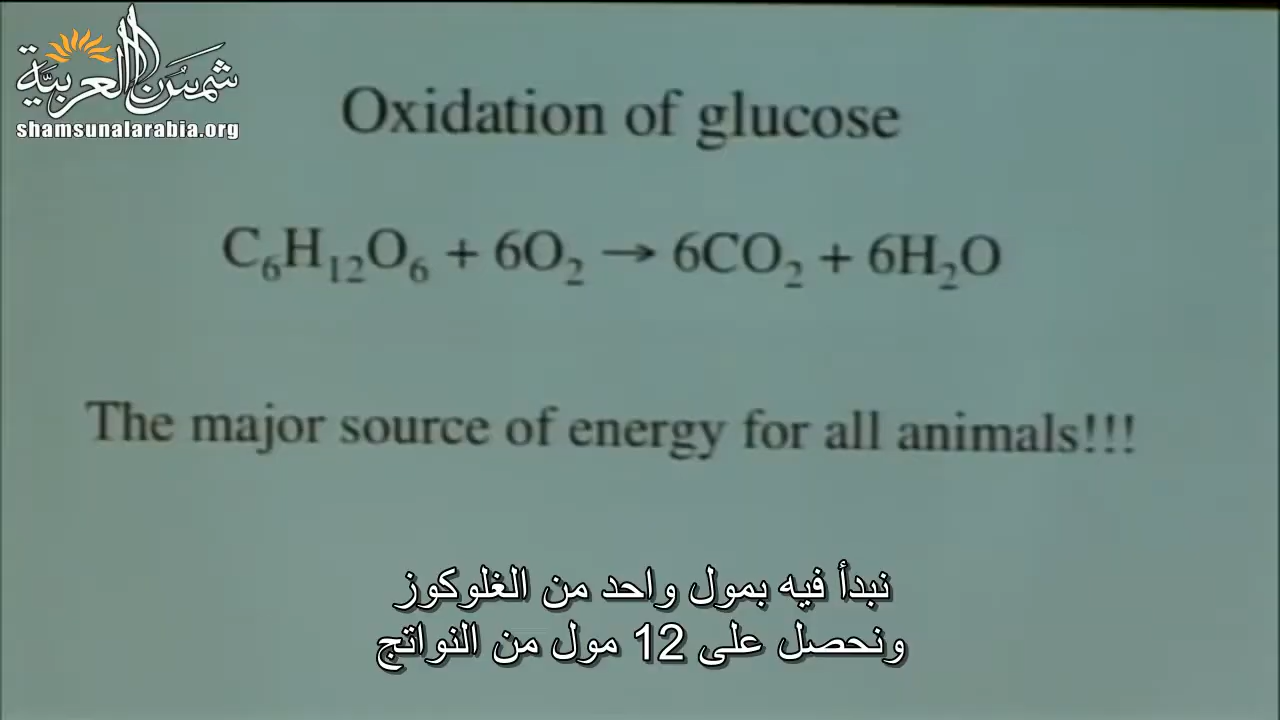 شمس العربية
shamsunalarabia.org
Oxidation of glucose
C₆H₁₂O₆ + 6O₂ → 6CO₂ + 6H₂O
The major source of energy for all animals!!!
نبدأ فيه بمول واحد من الغلوكوز
ونحصل على 12 مول من النواتج